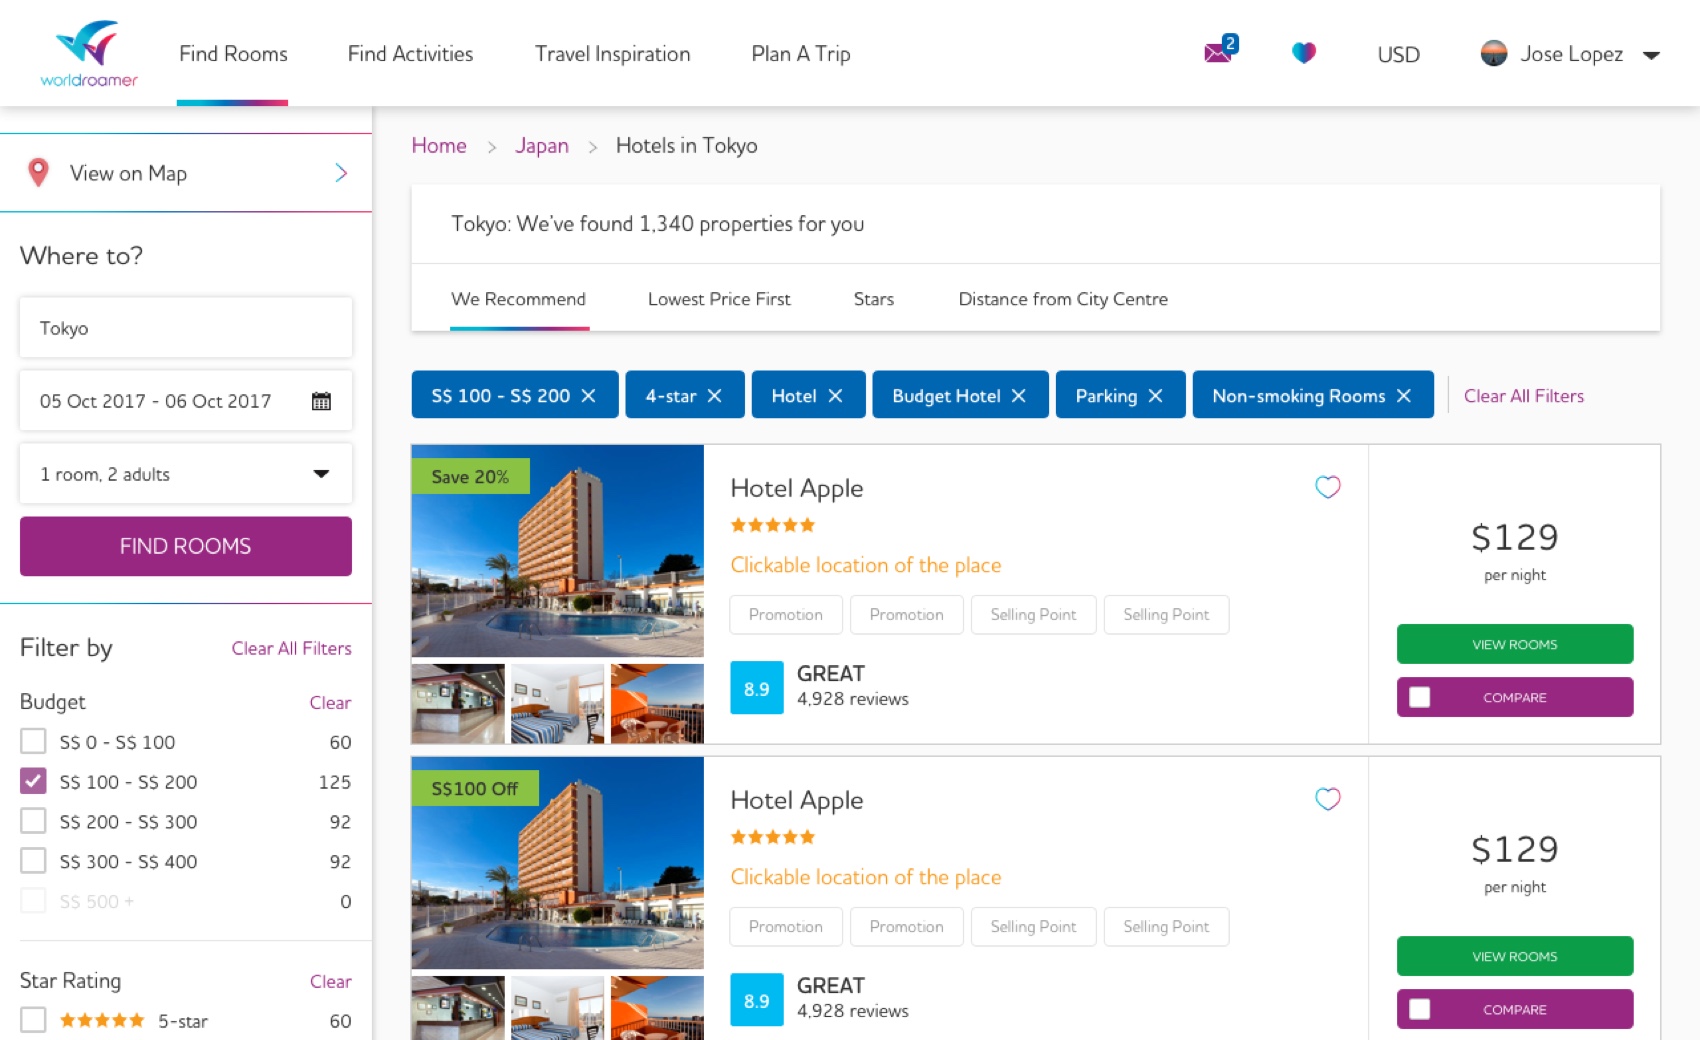 Find Rooms
Find Activities
Travel Inspiration
Plan A Trip
2
USD
Jose Lopez
worldroamer
View on Map
Where to?
Tokyo
05 Oct 2017 - 06 Oct 2017
1 room, 2 adults
FIND ROOMS
Filter by
Clear All Filters
Budget
Clear
S$ 0 - S$ 100 60
S$ 100 - S$ 200 125
S$ 200 - S$ 300 92
S$ 300 - S$ 400 92
S$ 500 + 0
Star Rating
Clear
5-star 60
Home > Japan > Hotels in Tokyo
Tokyo: We've found 1,340 properties for you
We Recommend
Lowest Price First
Stars
Distance from City Centre
S$ 100 - S$ 200
4-star
Hotel
Budget Hotel
Parking
Non-smoking Rooms
Clear All Filters
Save 20%
Hotel Apple
Clickable location of the place
Promotion
Promotion
Selling Point
Selling Point
8.9
GREAT
4,928 reviews
$129
per night
VIEW ROOMS
COMPARE
S$100 Off
Hotel Apple
Clickable location of the place
Promotion
Promotion
Selling Point
Selling Point
8.9
GREAT
4,928 reviews
$129
per night
VIEW ROOMS
COMPARE